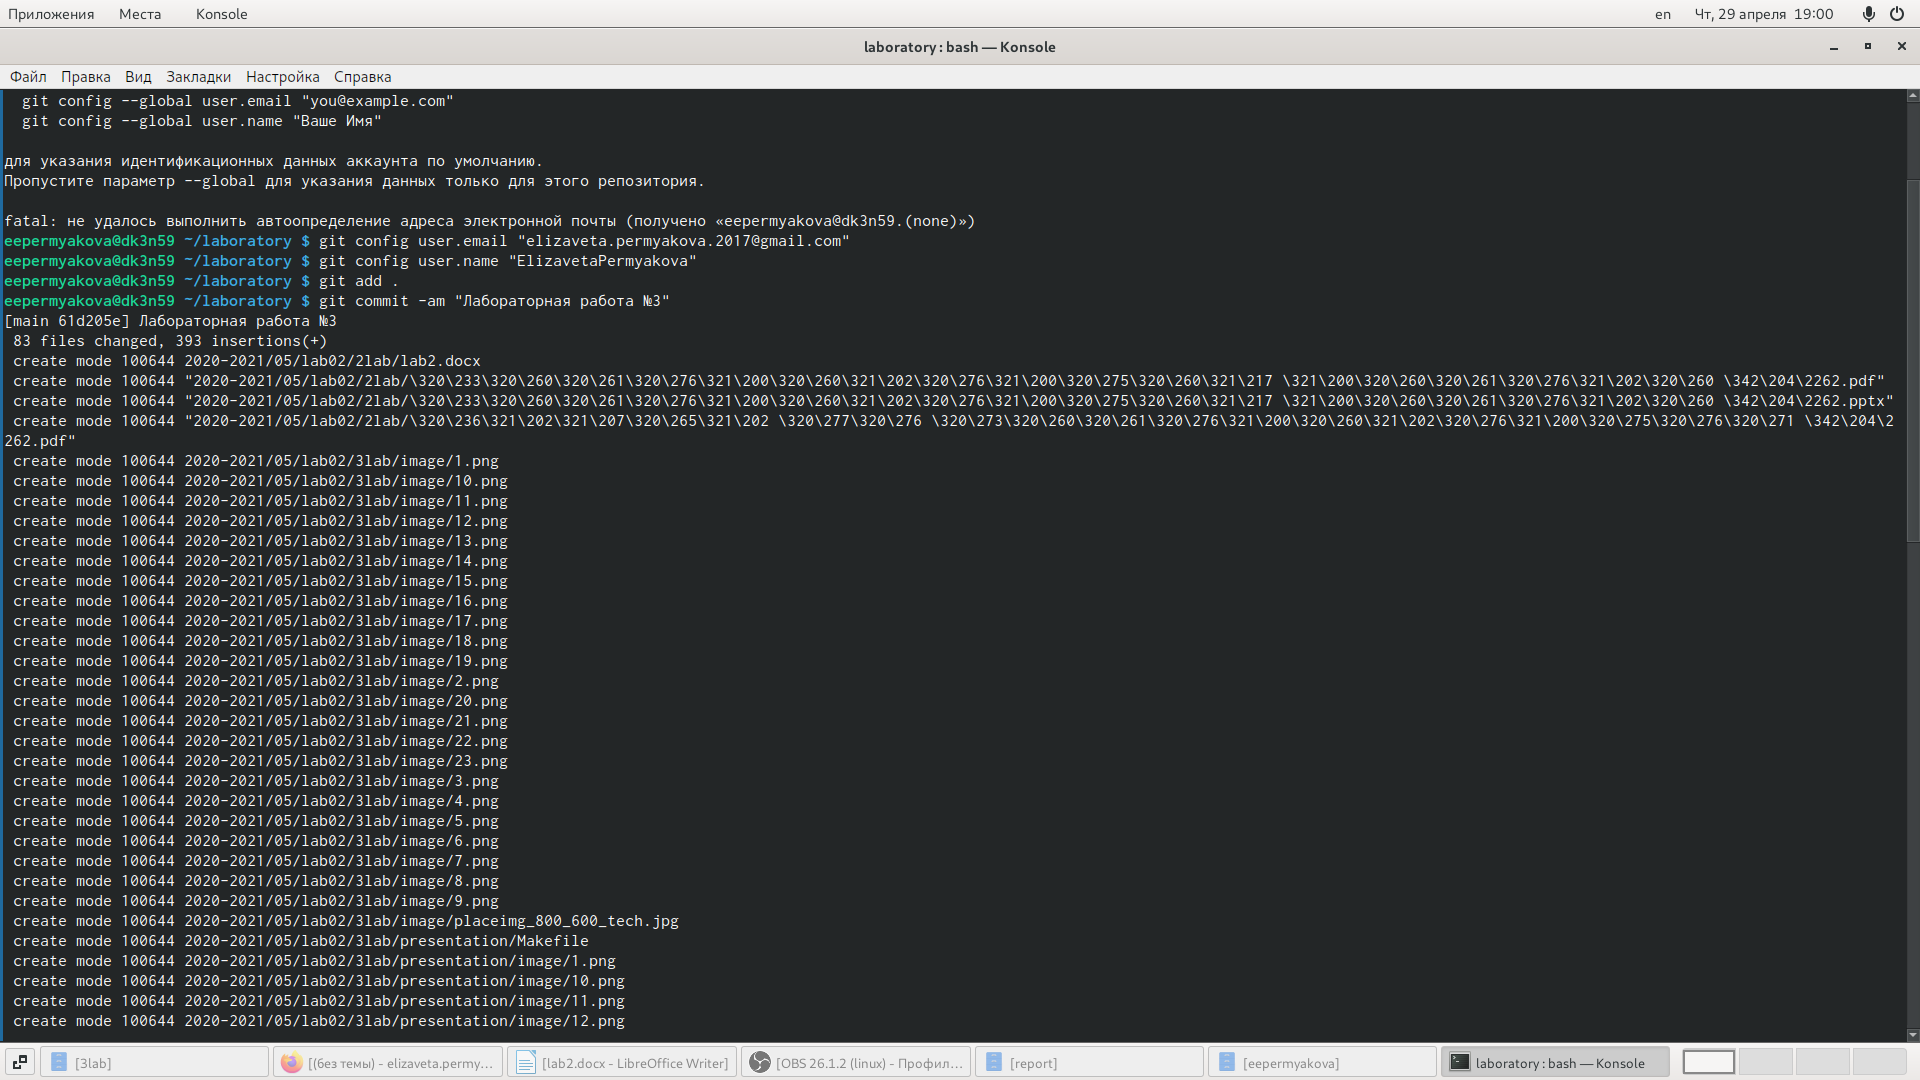 Приложения Места Konsole en Чт, 29 апреля 19:00
laboratory : bash — Konsole
Файл Правка Вид Закладки Настройка Справка
git config --global user.email "you@example.com"
git config --global user.name "Ваше Имя"
для указания идентификационных данных аккаунта по умолчанию.
Пропустите параметр --global для указания данных только для этого репозитория.
fatal: не удалось выполнить автоопределение адреса электронной почты (получено «eepermyakova@dk3n59.(none)»)
eepermyakova@dk3n59 ~/laboratory $ git config user.email "elizaveta.permyakova.2017@gmail.com"
eepermyakova@dk3n59 ~/laboratory $ git config user.name "ElizavetaPermyakova"
eepermyakova@dk3n59 ~/laboratory $ git add .
eepermyakova@dk3n59 ~/laboratory $ git commit -am "Лабораторная работа №3"
[main 61d205e] Лабораторная работа №3
83 files changed, 393 insertions(+)
create mode 100644 2020-2021/05/lab02/2lab/lab2.docx
create mode 100644 "2020-2021/05/lab02/2lab/\320\233\320\260\320\261\320\276\321\200\320\260\321\202\320\276\321\200\320\275\320\260\321\217 \321\200\320\260\320\261\320\276\321\202\320\260 \342\204\2262.pdf"
create mode 100644 "2020-2021/05/lab02/2lab/\320\233\320\260\320\261\320\276\321\200\320\260\321\202\320\276\321\200\320\275\320\260\321\217 \321\200\320\260\320\261\320\276\321\202\320\260 \342\204\2262.pptx"
create mode 100644 "2020-2021/05/lab02/2lab/\320\236\321\202\321\207\320\265\321\202 \320\277\320\276 \320\273\320\260\320\261\320\276\321\200\320\260\321\202\320\276\321\200\320\275\320\276\320\271 \342\204\2
262.pdf"
create mode 100644 2020-2021/05/lab02/3lab/image/1.png
create mode 100644 2020-2021/05/lab02/3lab/image/10.png
create mode 100644 2020-2021/05/lab02/3lab/image/11.png
create mode 100644 2020-2021/05/lab02/3lab/image/12.png
create mode 100644 2020-2021/05/lab02/3lab/image/13.png
create mode 100644 2020-2021/05/lab02/3lab/image/14.png
create mode 100644 2020-2021/05/lab02/3lab/image/15.png
create mode 100644 2020-2021/05/lab02/3lab/image/16.png
create mode 100644 2020-2021/05/lab02/3lab/image/17.png
create mode 100644 2020-2021/05/lab02/3lab/image/18.png
create mode 100644 2020-2021/05/lab02/3lab/image/19.png
create mode 100644 2020-2021/05/lab02/3lab/image/2.png
create mode 100644 2020-2021/05/lab02/3lab/image/20.png
create mode 100644 2020-2021/05/lab02/3lab/image/21.png
create mode 100644 2020-2021/05/lab02/3lab/image/22.png
create mode 100644 2020-2021/05/lab02/3lab/image/23.png
create mode 100644 2020-2021/05/lab02/3lab/image/3.png
create mode 100644 2020-2021/05/lab02/3lab/image/4.png
create mode 100644 2020-2021/05/lab02/3lab/image/5.png
create mode 100644 2020-2021/05/lab02/3lab/image/6.png
create mode 100644 2020-2021/05/lab02/3lab/image/7.png
create mode 100644 2020-2021/05/lab02/3lab/image/8.png
create mode 100644 2020-2021/05/lab02/3lab/image/9.png
create mode 100644 2020-2021/05/lab02/3lab/image/placeimg_800_600_tech.jpg
create mode 100644 2020-2021/05/lab02/3lab/presentation/Makefile
create mode 100644 2020-2021/05/lab02/3lab/presentation/image/1.png
create mode 100644 2020-2021/05/lab02/3lab/presentation/image/10.png
create mode 100644 2020-2021/05/lab02/3lab/presentation/image/11.png
create mode 100644 2020-2021/05/lab02/3lab/presentation/image/12.png
[3lab] [(без темы) - elizaveta.permy... [lab2.docx - LibreOffice Writer] [OBS 26.1.2 (linux) - Профил... [report] [eepermyakova] laboratory : bash — Konsole